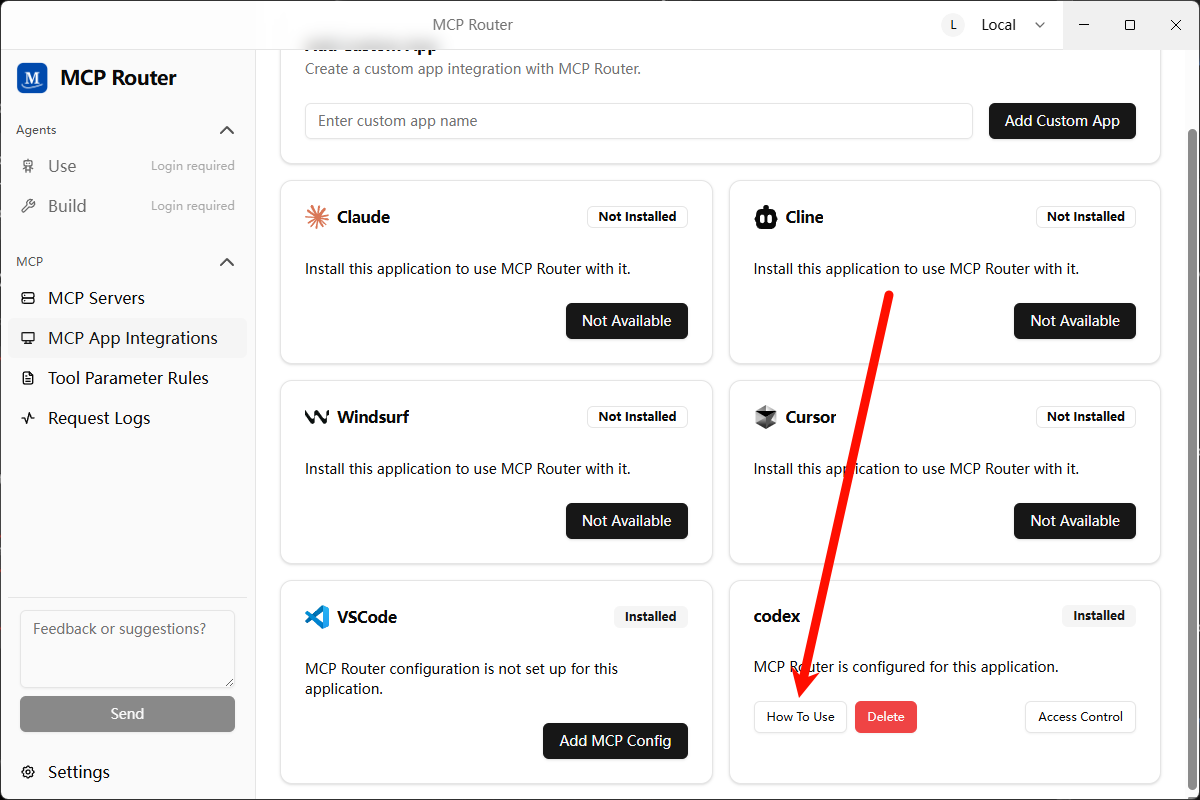 MCP Router
L
Local
MCP Router
Agents
Use
Login required
Build
Login required
MCP
MCP Servers
MCP App Integrations
Tool Parameter Rules
Request Logs
Feedback or suggestions?
Send
Settings
Add Custom App
Create a custom app integration with MCP Router.
Enter custom app name
Add Custom App
Claude
Not Installed
Install this application to use MCP Router with it.
Not Available
Cline
Not Installed
Install this application to use MCP Router with it.
Not Available
Windsurf
Not Installed
Install this application to use MCP Router with it.
Not Available
Cursor
Not Installed
Install this application to use MCP Router with it.
Not Available
VSCode
Installed
MCP Router configuration is not set up for this
application.
Add MCP Config
codex
Installed
MCP Router is configured for this application.
How To Use
Delete
Access Control